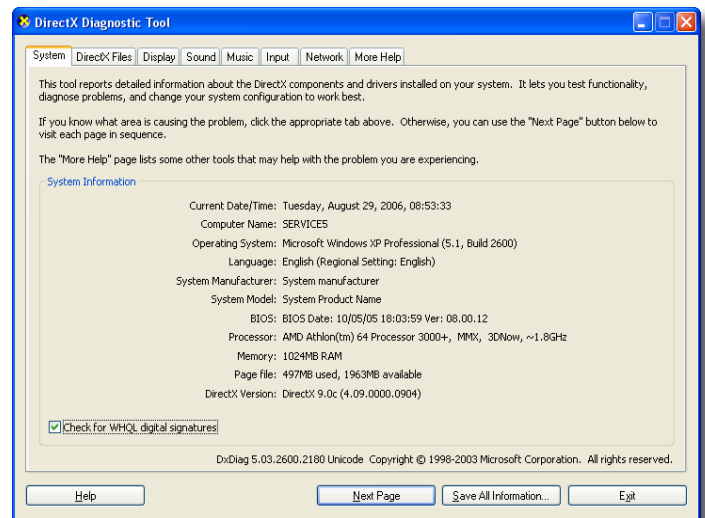 DirectX Diagnostic Tool
System DirectX Files Display Sound Music Input Network More Help
This tool reports detailed information about the DirectX components and drivers installed on your system. It lets you test functionality,
diagnose problems, and change your system configuration to work best.
If you know what area is causing the problem, click the appropriate tab above. Otherwise, you can use the "Next Page" button below to
visit each page in sequence.
The "More Help" page lists some other tools that may help with the problem you are experiencing.
System Information
Current Date/Time: Tuesday, August 29, 2006, 08:53:33
Computer Name: SERVICE5
Operating System: Microsoft Windows XP Professional (5.1, Build 2600)
Language: English (Regional Setting: English)
System Manufacturer: System manufacturer
System Model: System Product Name
BIOS: BIOS Date: 10/05/05 18:03:59 Ver: 08.00.12
Processor: AMD Athlon(tm) 64 Processor 3000+, MMX, 3DNow, ~1.8GHz
Memory: 1024MB RAM
Page file: 497MB used, 1963MB available
DirectX Version: DirectX 9.0c (4.09.0000.0904)
Check for WHQL digital signatures
DxDiag 5.03.2600.2180 Unicode Copyright © 1998-2003 Microsoft Corporation. All rights reserved.
Help Next Page Save All Information... Exit